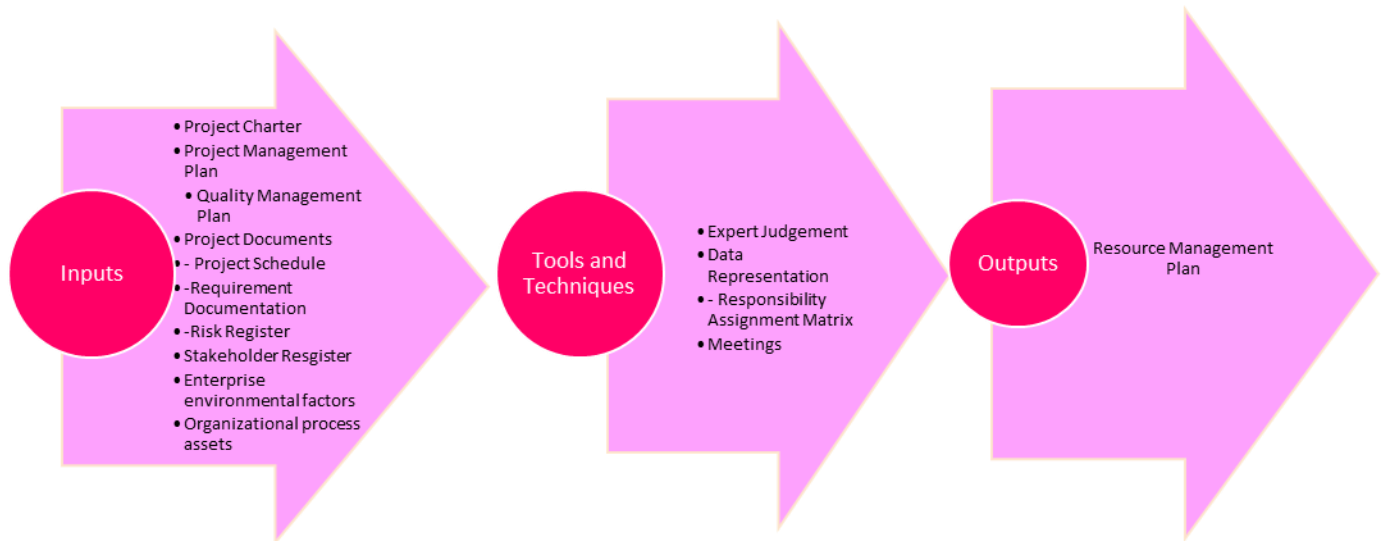 Inputs
• Project Charter
• Project Management
Plan
• Quality Management
Plan
• Project Documents
• - Project Schedule
• -Requirement
Documentation
• -Risk Register
• Stakeholder Resgister
• Enterprise
environmental factors
• Organizational process
assets
Tools and
Techniques
• Expert Judgement
• Data
Representation
• - Responsibility
Assignment Matrix
• Meetings
Outputs
Resource Management
Plan